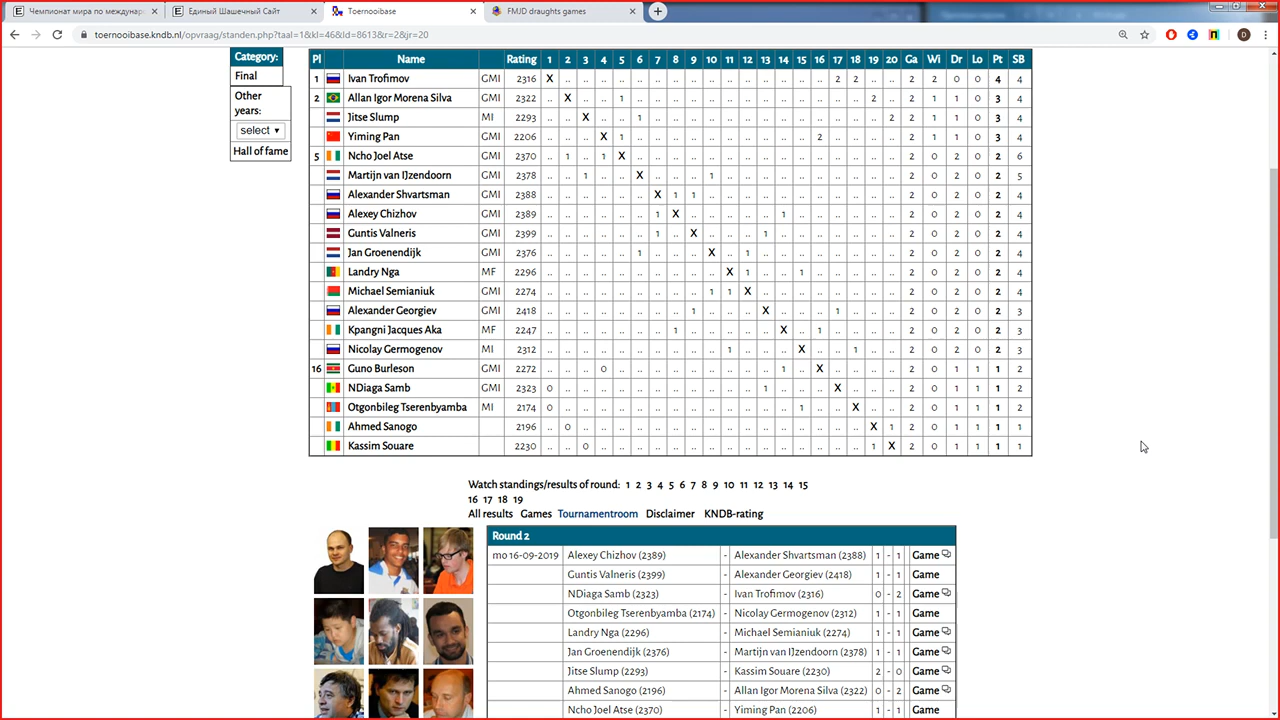 Чемпионат мира по междунар
Единый Шашечный Сайт
Toernooibase
FMJD draughts games
toernooibase.kndb.nl/opvraag/standen.php?taal=1&kl=46&Id=8613&r=2&jr=20
Category:
Final
Other
years:
select
Hall of fame
Pl Name Rating 1 2 3 4 5 6 7 8 9 10 11 12 13 14 15 16 17 18 19 20 Ga Wi Dr Lo Pt SB
1 Ivan Trofimov GMI 2316 X .. .. .. .. .. .. .. .. .. .. .. .. .. .. .. 2 2 .. .. 2 2 0 0 4 4
2 Allan Igor Morena Silva GMI 2322 .. X .. .. 1 .. .. .. .. .. .. .. .. .. .. .. .. .. 2 .. 2 1 1 0 3 4
Jitse Slump MI 2293 .. .. X .. .. 1 .. .. .. .. .. .. .. .. .. .. .. .. .. 2 2 1 1 0 3 4
Yiming Pan GMI 2206 .. .. .. X 1 .. .. .. .. .. .. .. .. .. .. 2 .. .. .. .. 2 1 1 0 3 4
5 Ncho Joel Atse GMI 2370 .. 1 .. 1 X .. .. .. .. .. .. .. .. .. .. .. .. .. .. .. 2 0 2 0 2 6
Martijn van IJzendoorn GMI 2378 .. .. 1 .. .. X .. .. .. 1 .. .. .. .. .. .. .. .. .. .. 2 0 2 0 2 5
Alexander Shvartsman GMI 2388 .. .. .. .. .. .. X 1 1 .. .. .. .. .. .. .. .. .. .. .. 2 0 2 0 2 4
Alexey Chizhov GMI 2389 .. .. .. .. .. .. 1 X .. .. .. .. .. 1 .. .. .. .. .. .. 2 0 2 0 2 4
Guntis Valneris GMI 2399 .. .. .. .. .. .. 1 .. X .. .. .. 1 .. .. .. .. .. .. .. 2 0 2 0 2 4
Jan Groenendijk GMI 2376 .. .. .. .. .. 1 .. .. .. X .. 1 .. .. .. .. .. .. .. .. 2 0 2 0 2 4
Landry Nga MF 2296 .. .. .. .. .. .. .. .. .. .. X 1 .. .. 1 .. .. .. .. .. 2 0 2 0 2 4
Michael Semianiuk GMI 2274 .. .. .. .. .. .. .. .. .. 1 1 X .. .. .. .. .. .. .. .. 2 0 2 0 2 4
Alexander Georgiev GMI 2418 .. .. .. .. .. .. .. .. 1 .. .. .. X .. .. .. 1 .. .. .. 2 0 2 0 2 3
Kpangni Jacques Aka MF 2247 .. .. .. .. .. .. .. 1 .. .. .. .. .. X .. 1 .. .. .. .. 2 0 2 0 2 3
Nicolay Germogenov MI 2312 .. .. .. .. .. .. .. .. .. .. 1 .. .. .. X .. .. 1 .. .. 2 0 2 0 2 3
16 Guno Burleson GMI 2272 .. .. .. 0 .. .. .. .. .. .. .. .. .. 1 .. X .. .. .. .. 2 0 1 1 1 2
NDiaga Samb GMI 2323 0 .. .. .. .. .. .. .. .. .. .. .. 1 .. .. .. X .. .. .. 2 0 1 1 1 2
Otgonbileg Tserenbyamba MI 2174 0 .. .. .. .. .. .. .. .. .. .. .. .. .. 1 .. .. X .. .. 2 0 1 1 1 2
Ahmed Sanogo 2196 .. 0 .. .. .. .. .. .. .. .. .. .. .. .. .. .. .. .. X 1 2 0 1 1 1 1
Kassim Souare 2230 .. .. 0 .. .. .. .. .. .. .. .. .. .. .. .. .. .. .. 1 X 2 0 1 1 1 1
Watch standings/results of round: 1 2 3 4 5 6 7 8 9 10 11 12 13 14 15
16 17 18 19
All results Games Tournamentroom Disclaimer KNDB-rating
Round 2
mo 16-09-2019 Alexey Chizhov (2389) - Alexander Shvartsman (2388) 1 - 1 Game
Guntis Valneris (2399) - Alexander Georgiev (2418) 1 - 1 Game
NDiaga Samb (2323) - Ivan Trofimov (2316) 0 - 2 Game
Otgonbileg Tserenbyamba (2174) - Nicolay Germogenov (2312) 1 - 1 Game
Landry Nga (2296) - Michael Semianiuk (2274) 1 - 1 Game
Jan Groenendijk (2376) - Martijn van IJzendoorn (2378) 1 - 1 Game
Jitse Slump (2293) - Kassim Souare (2230) 2 - 0 Game
Ahmed Sanogo (2196) - Allan Igor Morena Silva (2322) 0 - 2 Game
Ncho Joel Atse (2370) - Yiming Pan (2206) 1 - 1 Game